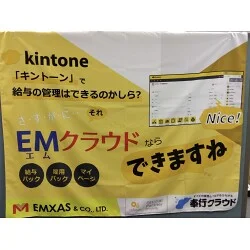 kintone
「キントーン」で
給与の管理はできるのかしら?
Nice!
それ
EMクラウドなら
エム
できますね
給与パック
雇用パック
マイページ
EMXAS & CO., LTD.
奉行クラウド